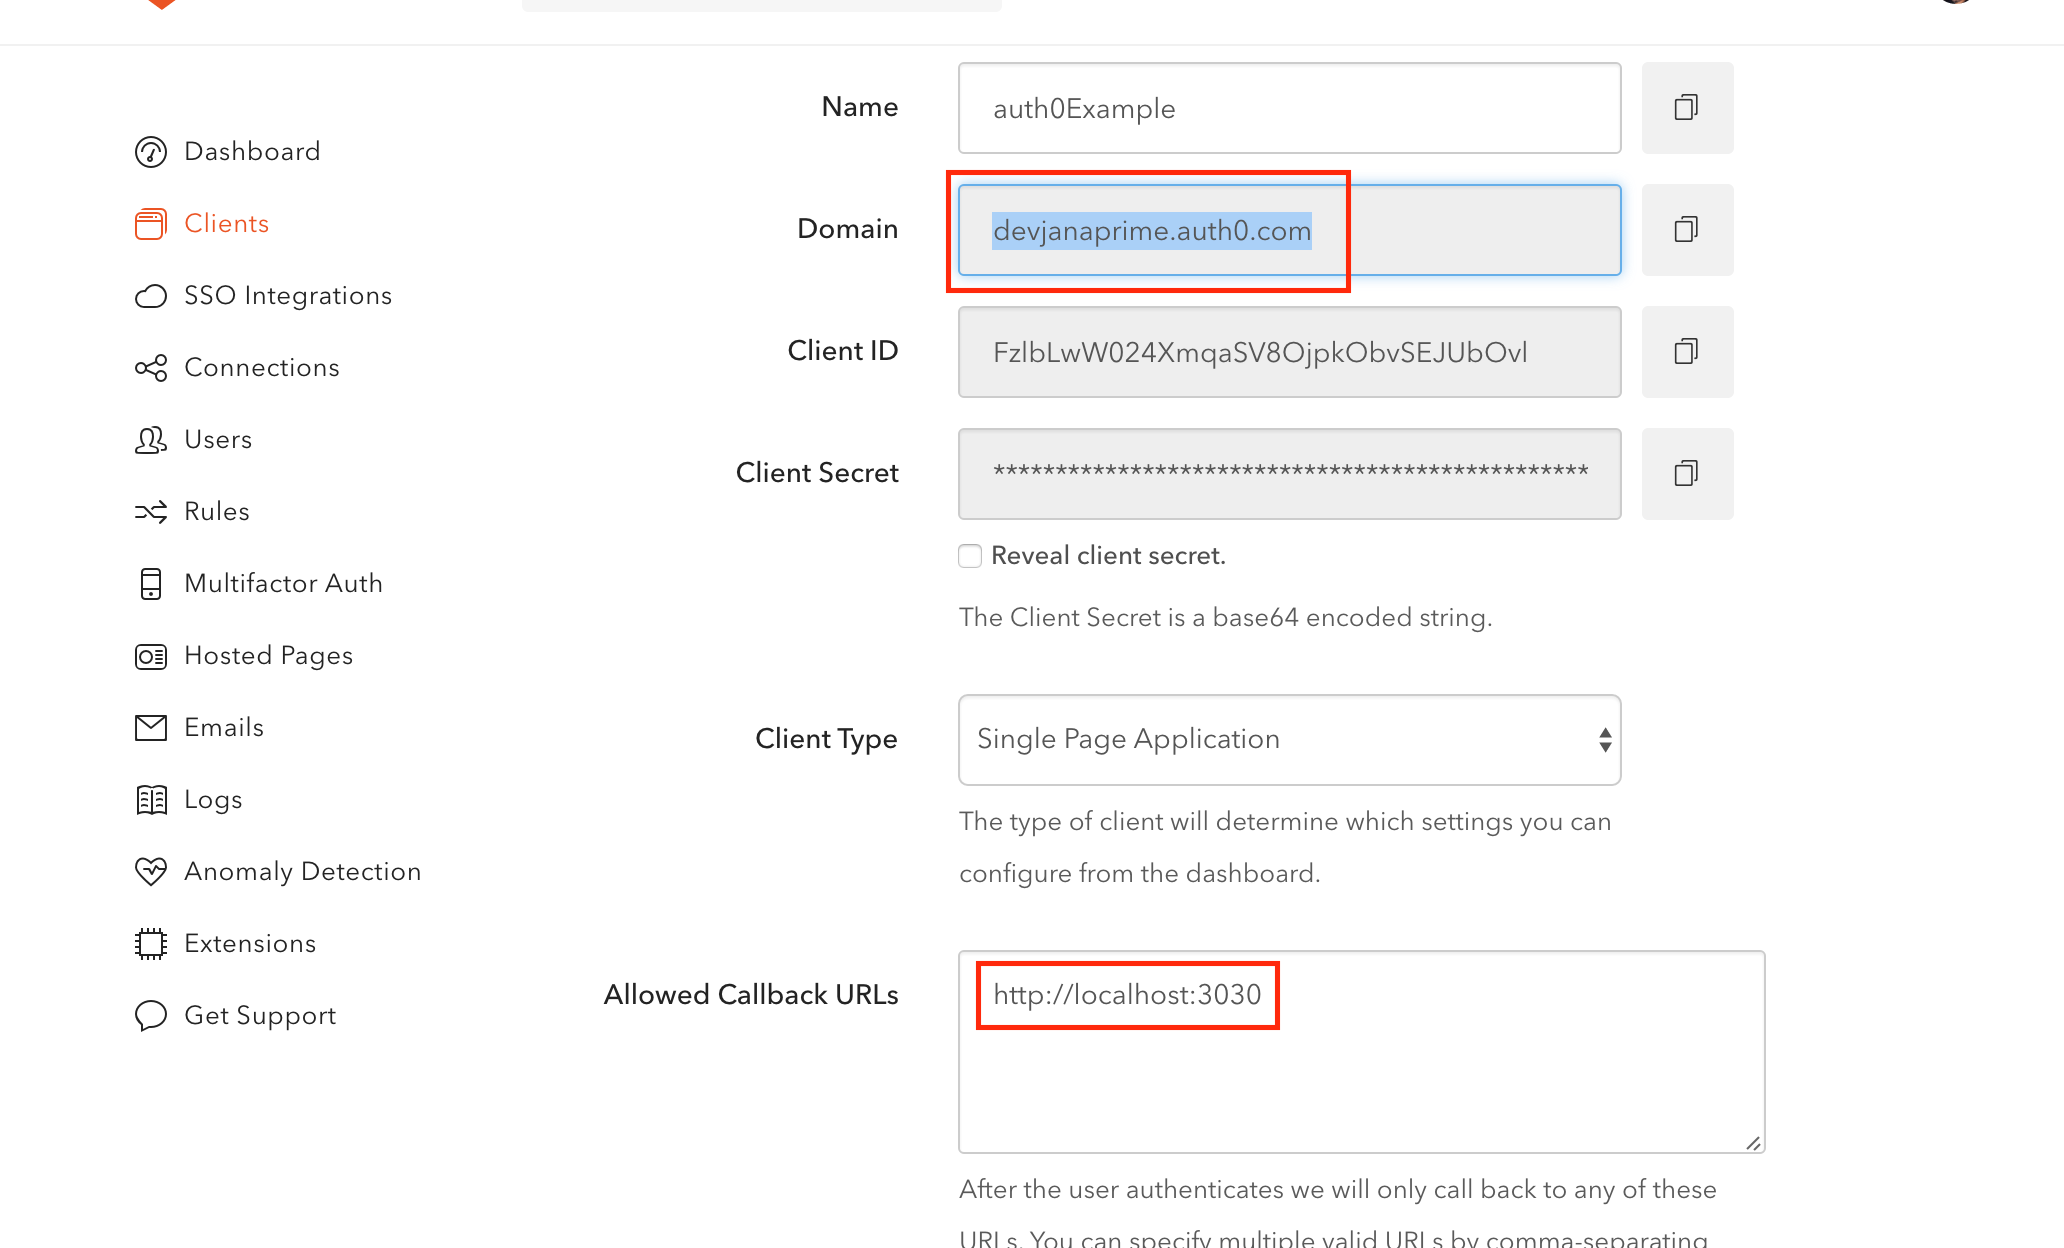 Dashboard
Clients
SSO Integrations
Connections
Users
Rules
Multifactor Auth
Hosted Pages
Emails
Logs
Anomaly Detection
Extensions
Get Support
Name
auth0Example
Domain
devjanaprime.auth0.com
Client ID
FzlbLwW024XmqaSV8OjpkObvSEJUbOvl
Client Secret
************************************************
Reveal client secret.
The Client Secret is a base64 encoded string.
Client Type
Single Page Application
The type of client will determine which settings you can
configure from the dashboard.
Allowed Callback URLs
http://localhost:3030
After the user authenticates we will only call back to any of these
URLs. You can specify multiple valid URLs by comma-separating